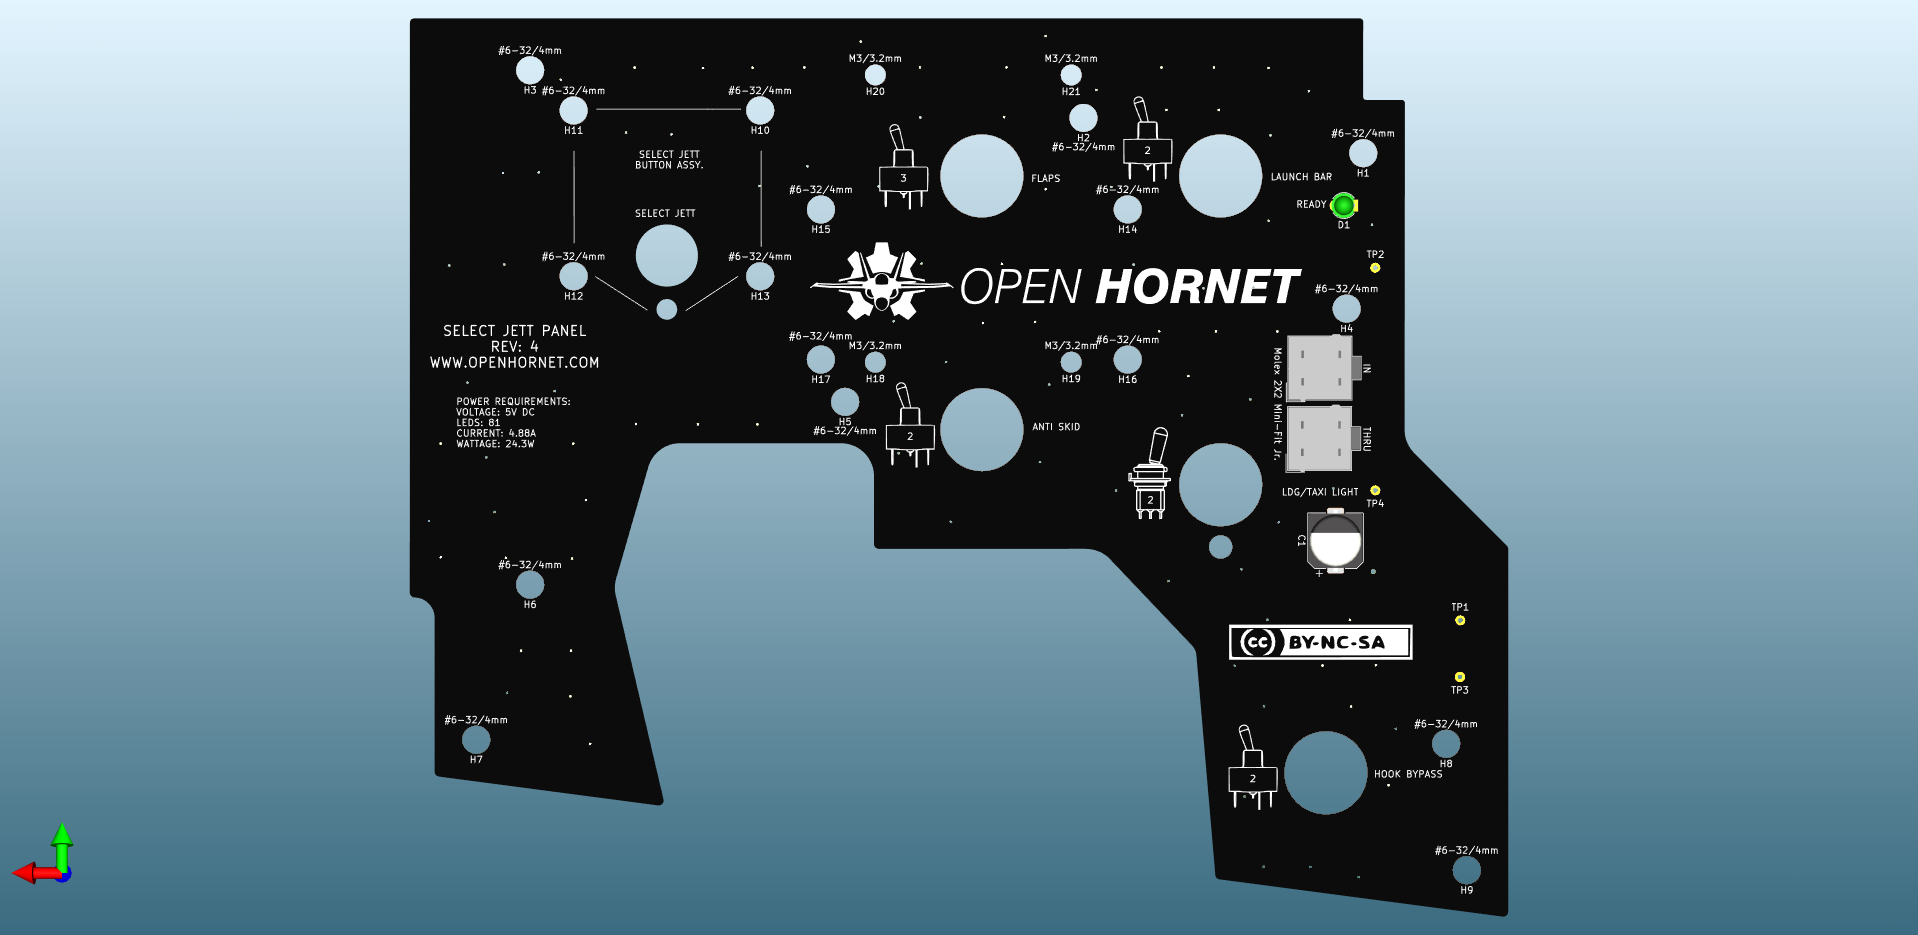 #6-32/4mm
H3
M3/3.2mm
H20
M3/3.2mm
H21
#6-32/4mm
H11
#6-32/4mm
H10
H2
#6-32/4mm
2
#6-32/4mm
H1
SELECT JETT
BUTTON ASSY.
3
FLAPS
LAUNCH BAR
#6-32/4mm
H15
#6-32/4mm
H14
READY
D1
SELECT JETT
#6-32/4mm
H12
#6-32/4mm
H13
OPEN HORNET
TP2
#6-32/4mm
H4
SELECT JETT PANEL
REV: 4
WWW.OPENHORNET.COM
#6-32/4mm
H17
M3/3.2mm
H18
M3/3.2mm
H19
#6-32/4mm
H16
Molex 2X2 Mini-Fit Jr.
IN
THRU
POWER REQUIREMENTS:
VOLTAGE: 5V DC
LEDS: 81
CURRENT: 4.88A
WATTAGE: 24.3W
H5
#6-32/4mm
2
ANTI SKID
2
LDG/TAXI LIGHT
TP4
C1
+
#6-32/4mm
H6
TP1
cc BY-NC-SA
TP3
#6-32/4mm
H7
#6-32/4mm
H8
2
HOOK BYPASS
#6-32/4mm
H9